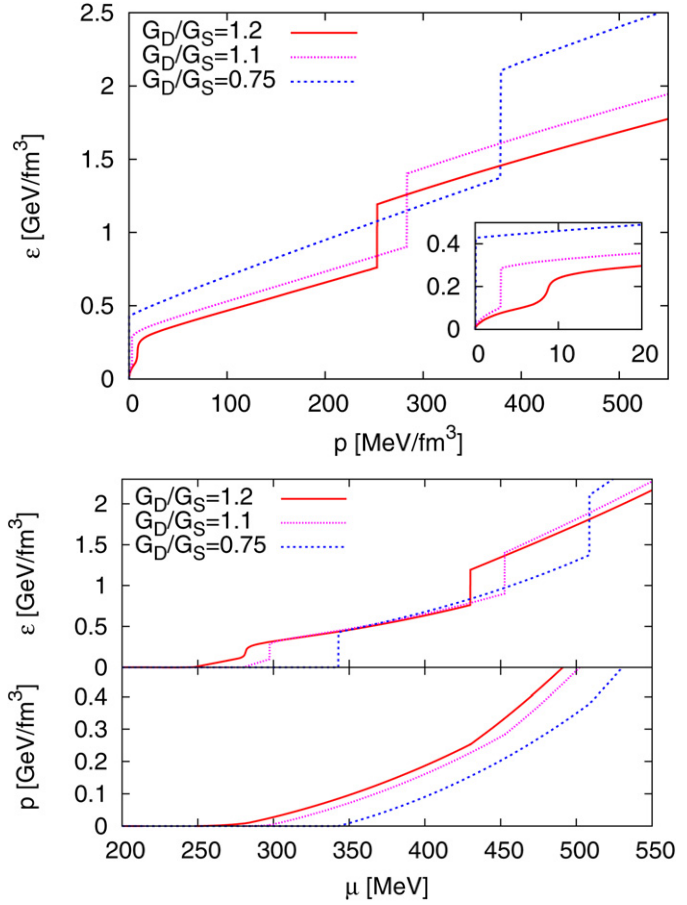 2.5
2
1.5
1
0.5
0
ε [GeV/fm³]
G_D/G_S=1.2
G_D/G_S=1.1
G_D/G_S=0.75
0.4
0.2
0
0 10 20
0 100 200 300 400 500
p [MeV/fm³]
G_D/G_S=1.2
G_D/G_S=1.1
G_D/G_S=0.75
2
1.5
1
0.5
0
ε [GeV/fm³]
0.4
0.3
0.2
0.1
0
p [GeV/fm³]
200 250 300 350 400 450 500 550
μ [MeV]